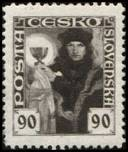 POŠTA
ČESKO
SLOVENSKÁ
90
90